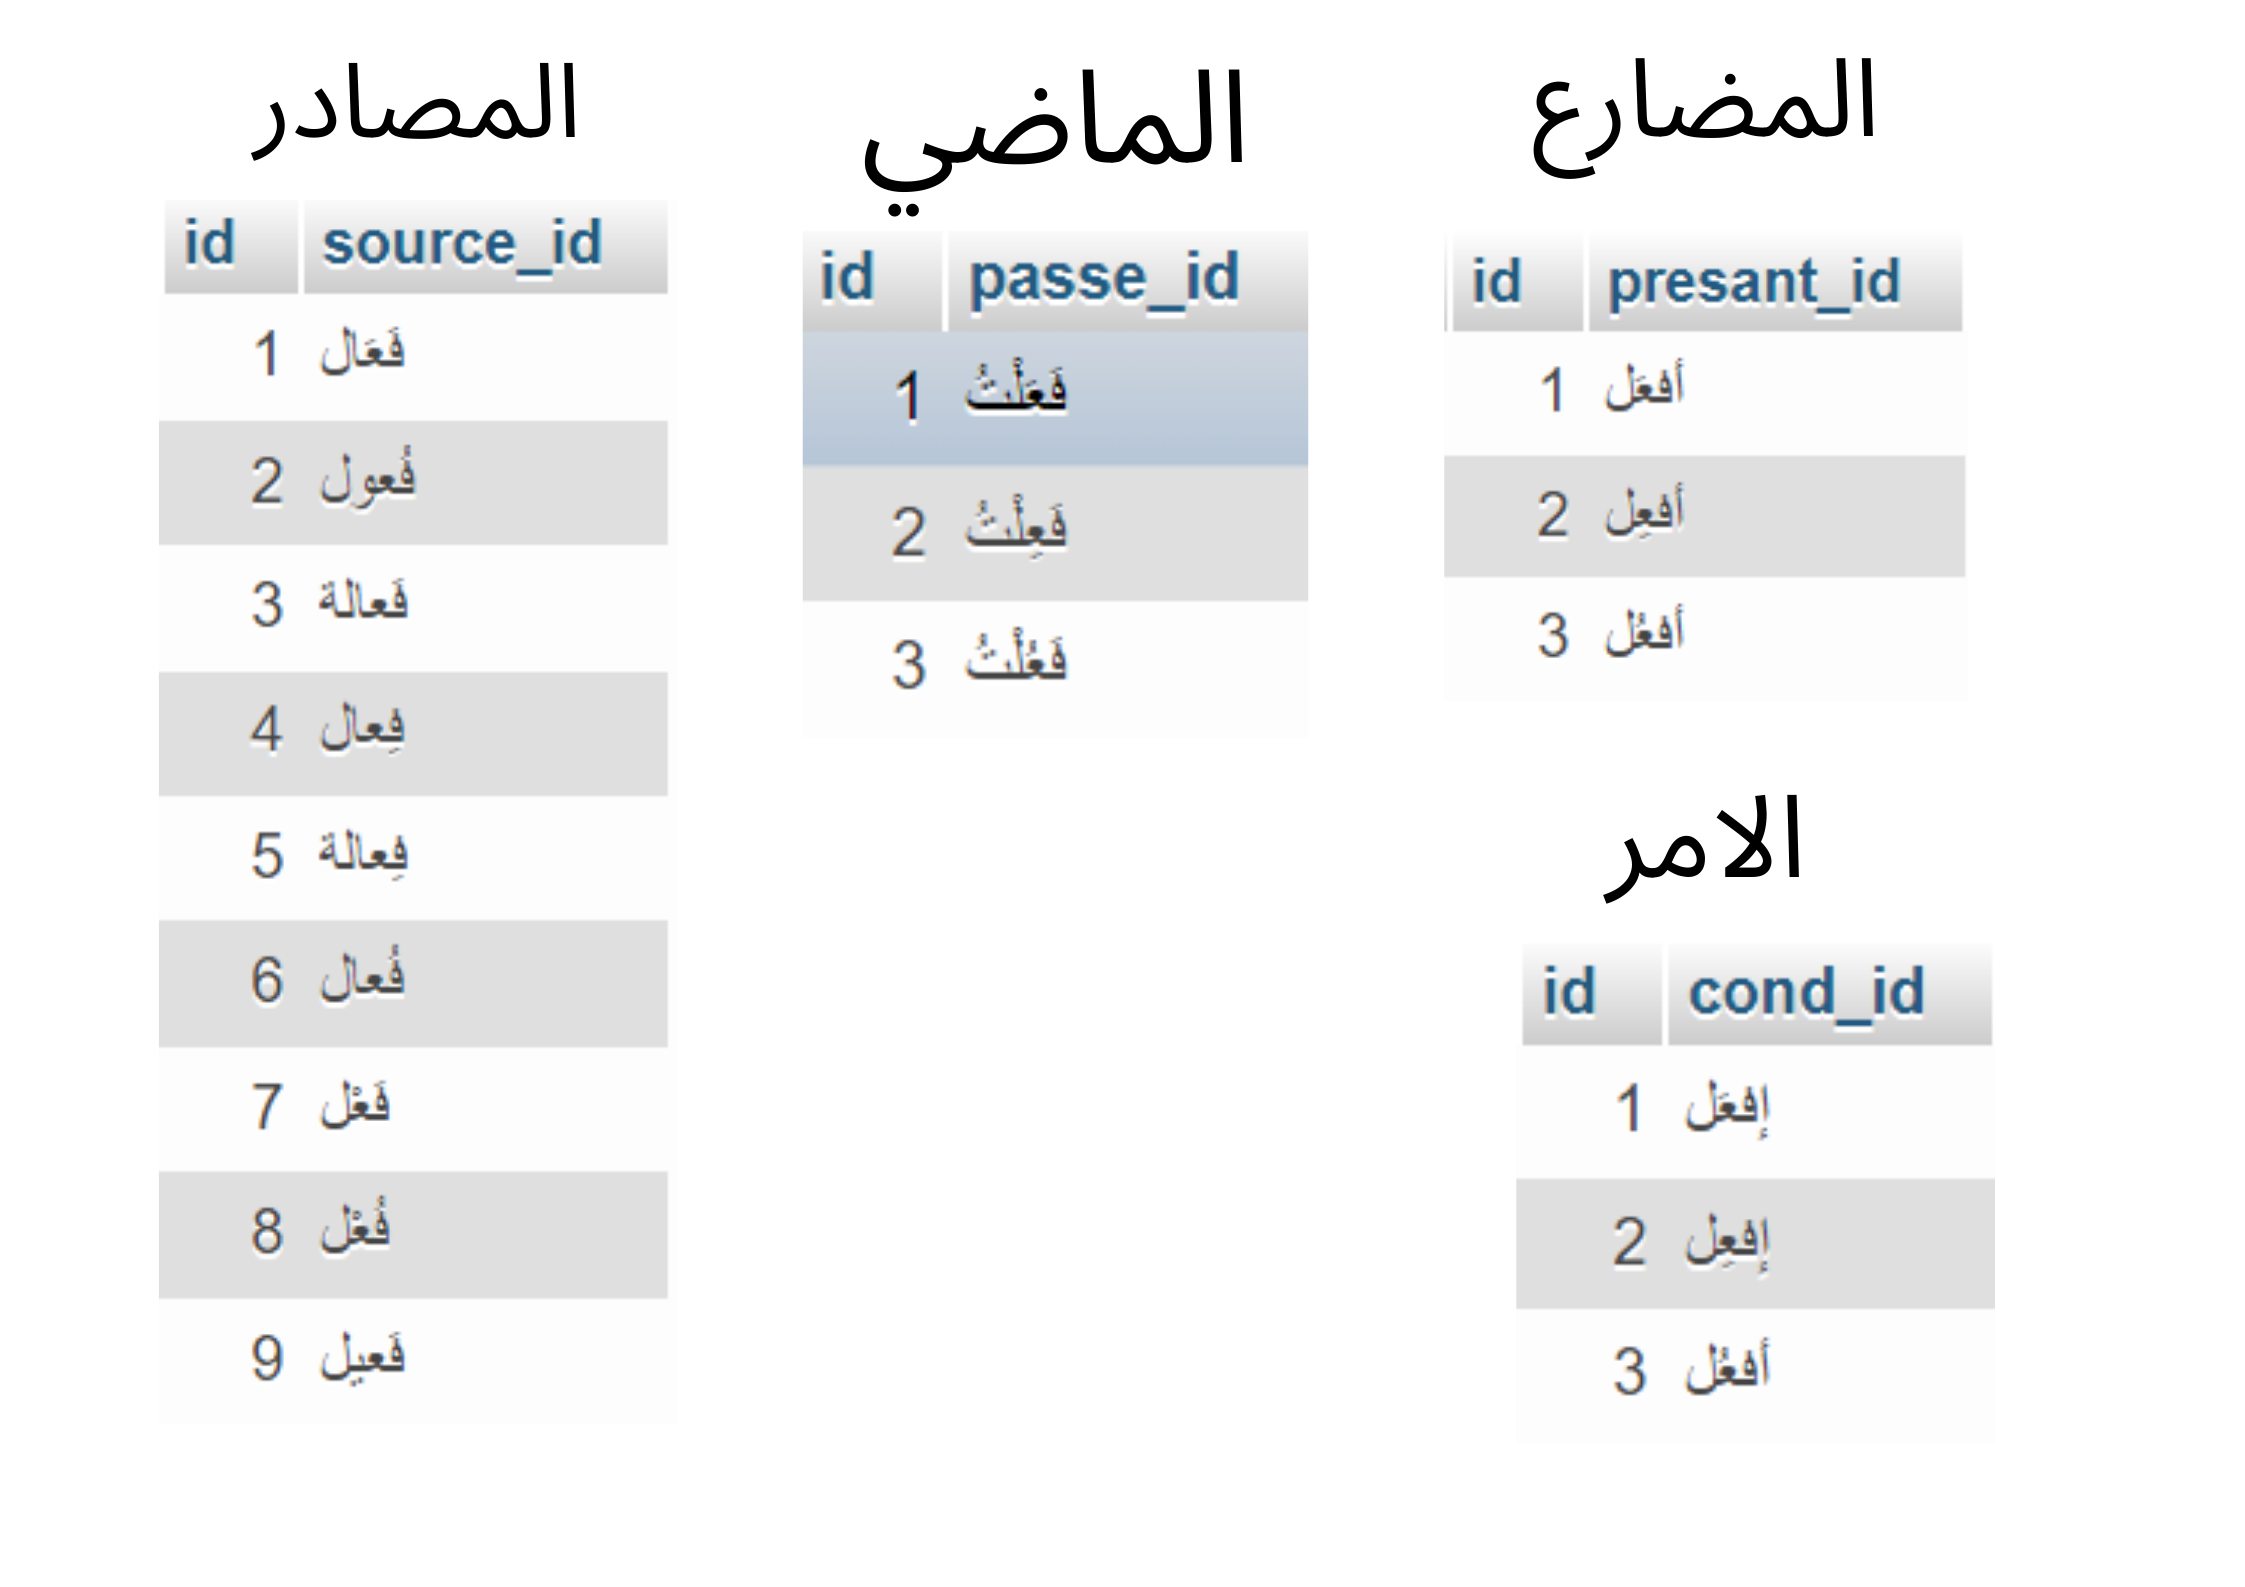 المصادر
id source_id
1 فَعَال
2 فُعول
3 فَعالة
4 فِعال
5 فِعالة
6 فُعال
7 فَعْل
8 فُعْل
9 فَعيل
الماضي
id passe_id
1 فَعَلْتُ
2 فَعِلْتُ
3 فَعُلْتُ
المضارع
id presant_id
1 أفعَل
2 أفعِل
3 أفعُل
الامر
id cond_id
1 إفعَل
2 إفعِل
3 أفعُل